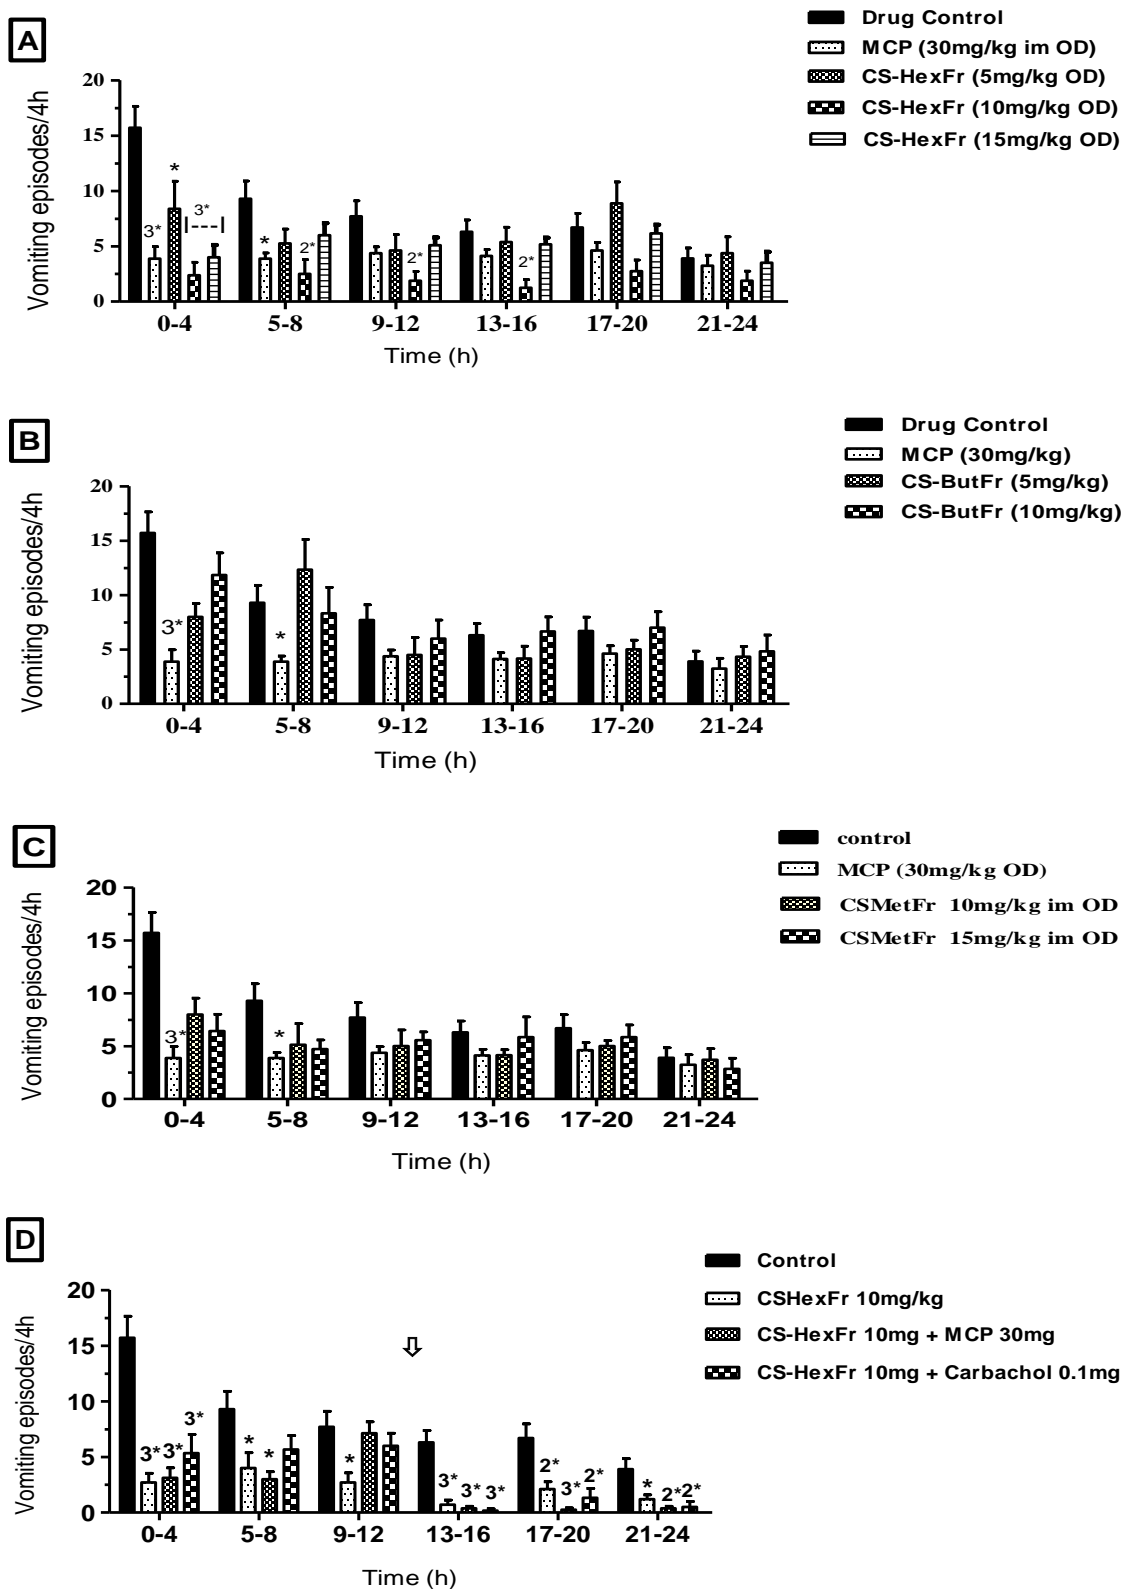 A
Drug Control
MCP (30mg/kg im OD)
CS-HexFr (5mg/kg OD)
CS-HexFr (10mg/kg OD)
CS-HexFr (15mg/kg OD)
Vomiting episodes/4h
20
15
10
5
0
* 3* 3* * 2* 2* 2*
0-4 5-8 9-12 13-16 17-20 21-24
Time (h)
B
Drug Control
MCP (30mg/kg)
CS-ButFr (5mg/kg)
CS-ButFr (10mg/kg)
Vomiting episodes/4h
20
15
10
5
0
3* *
0-4 5-8 9-12 13-16 17-20 21-24
Time (h)
C
control
MCP (30mg/kg OD)
CSMetFr 10mg/kg im OD
CSMetFr 15mg/kg im OD
Vomiting episodes/4h
20
15
10
5
0
3* *
0-4 5-8 9-12 13-16 17-20 21-24
Time (h)
D
Control
CSHexFr 10mg/kg
CS-HexFr 10mg + MCP 30mg
CS-HexFr 10mg + Carbachol 0.1mg
Vomiting episodes/4h
20
15
10
5
0
3* 3* 3* * * * 3* 3* 3* 2* 3* 2* * 2* 2*
0-4 5-8 9-12 13-16 17-20 21-24
Time (h)